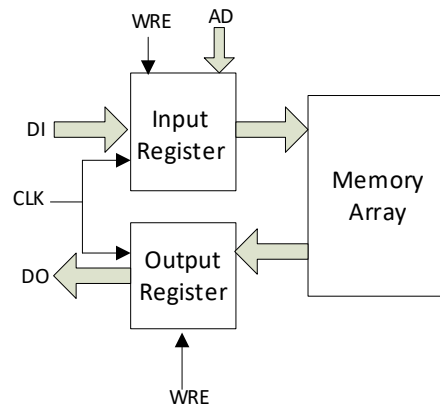 WRE
AD
DI
Input
Register
CLK
Memory
Array
DO
Output
Register
WRE